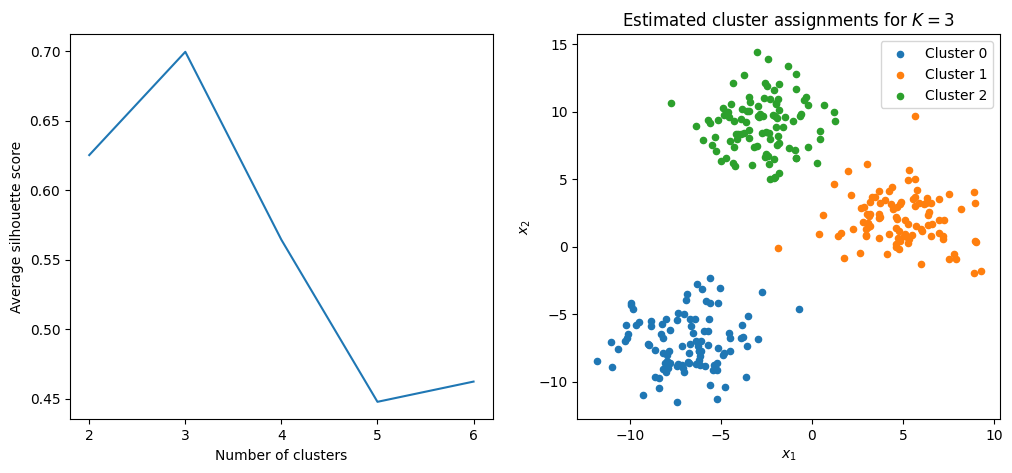 0.70
0.65
0.60
0.55
0.50
0.45
Average silhouette score
2 3 4 5 6
Number of clusters
Estimated cluster assignments for K = 3
15
10
5
0
−5
−10
x₂
Cluster 0
Cluster 1
Cluster 2
−10 −5 0 5 10
x₁